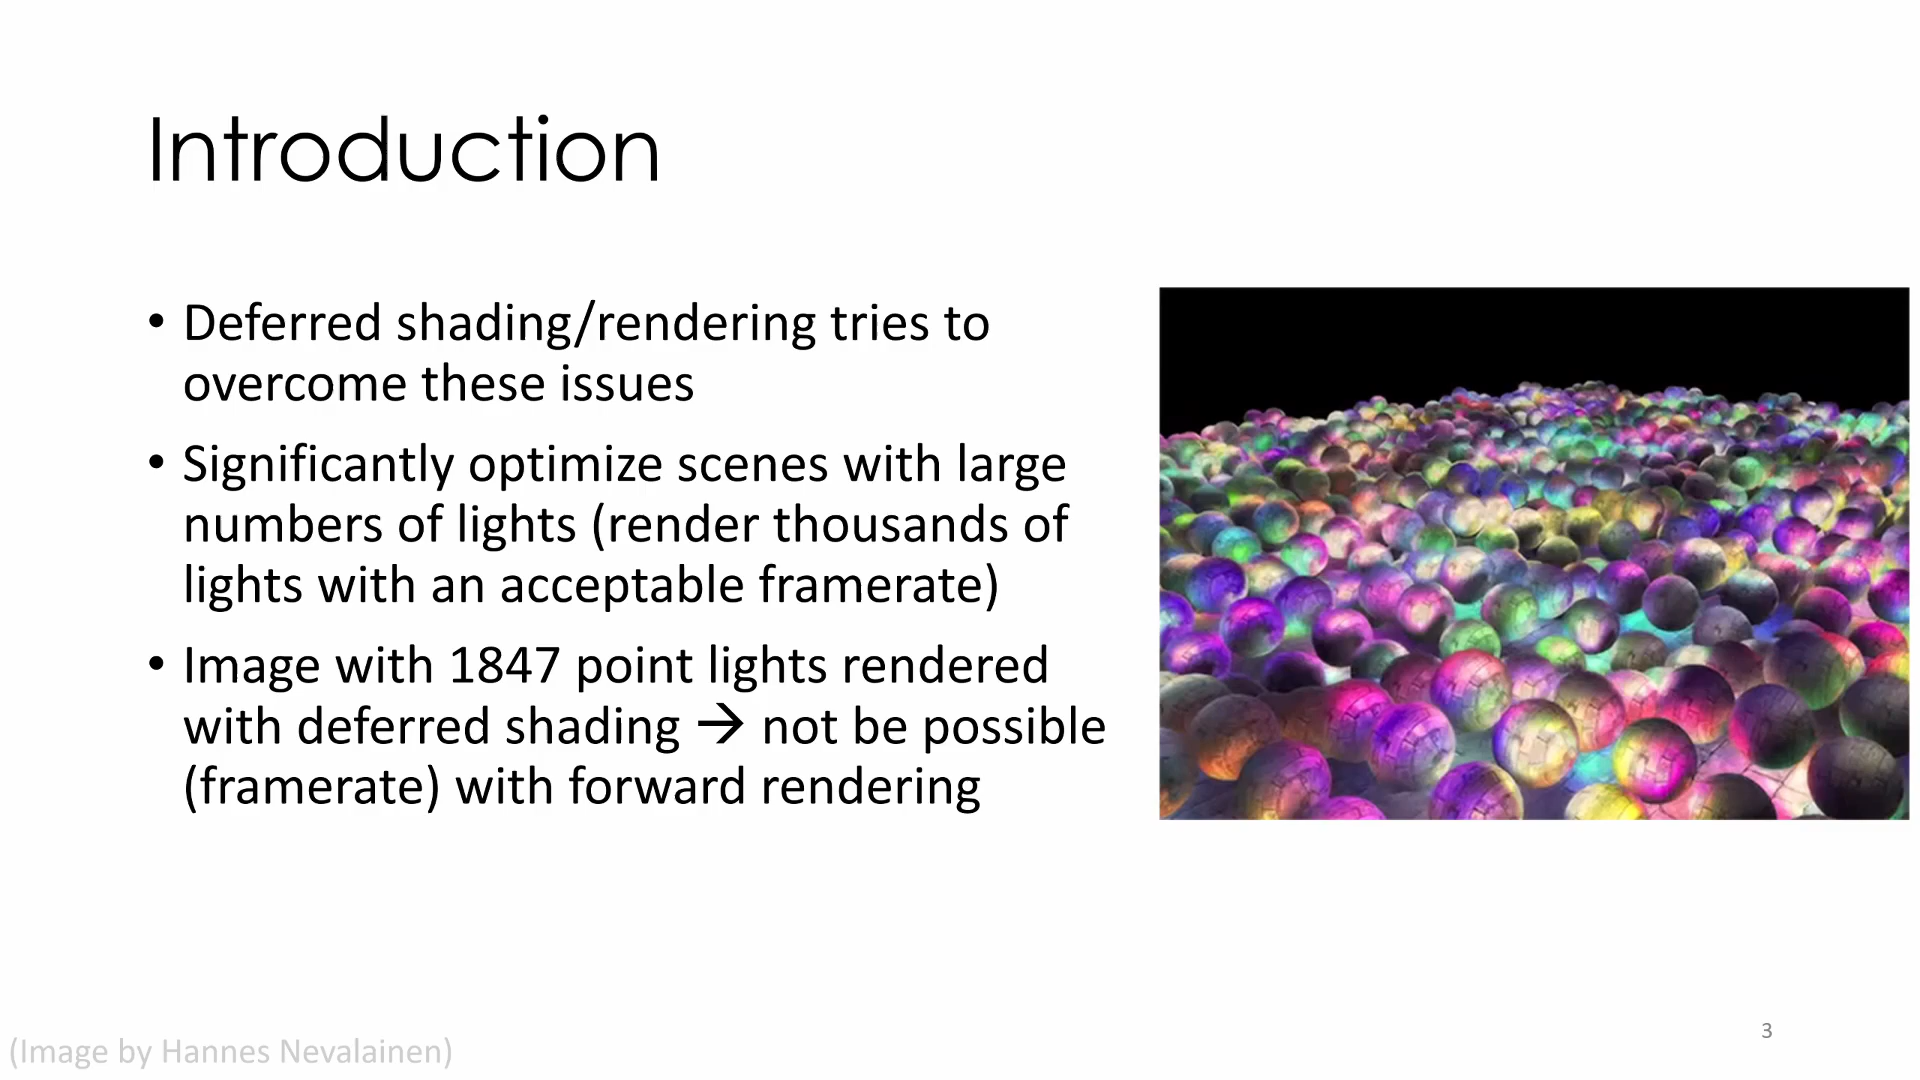 Introduction
• Deferred shading/rendering tries to
overcome these issues
• Significantly optimize scenes with large
numbers of lights (render thousands of
lights with an acceptable framerate)
• Image with 1847 point lights rendered
with deferred shading → not be possible
(framerate) with forward rendering
(Image by Hannes Nevalainen)
3